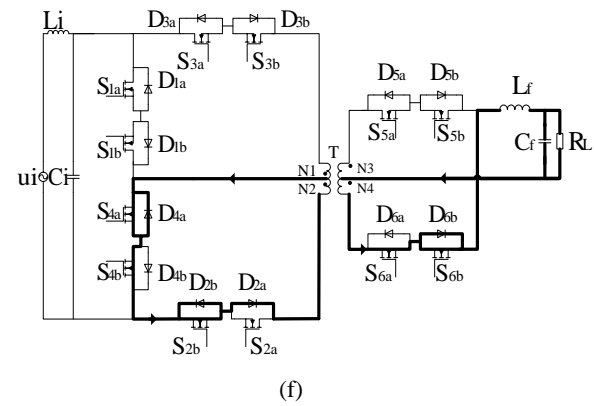 D3a D3b
Li
S3a S3b
D5a D5b
Lf
S1a D1a
S5a S5b
Cf RL
S1b D1b
T
N1 N3
ui Ci
N2 N4
S4a D4a
D6a D6b
S4b D4b
D2b D2a
S6a S6b
S2b S2a
(f)